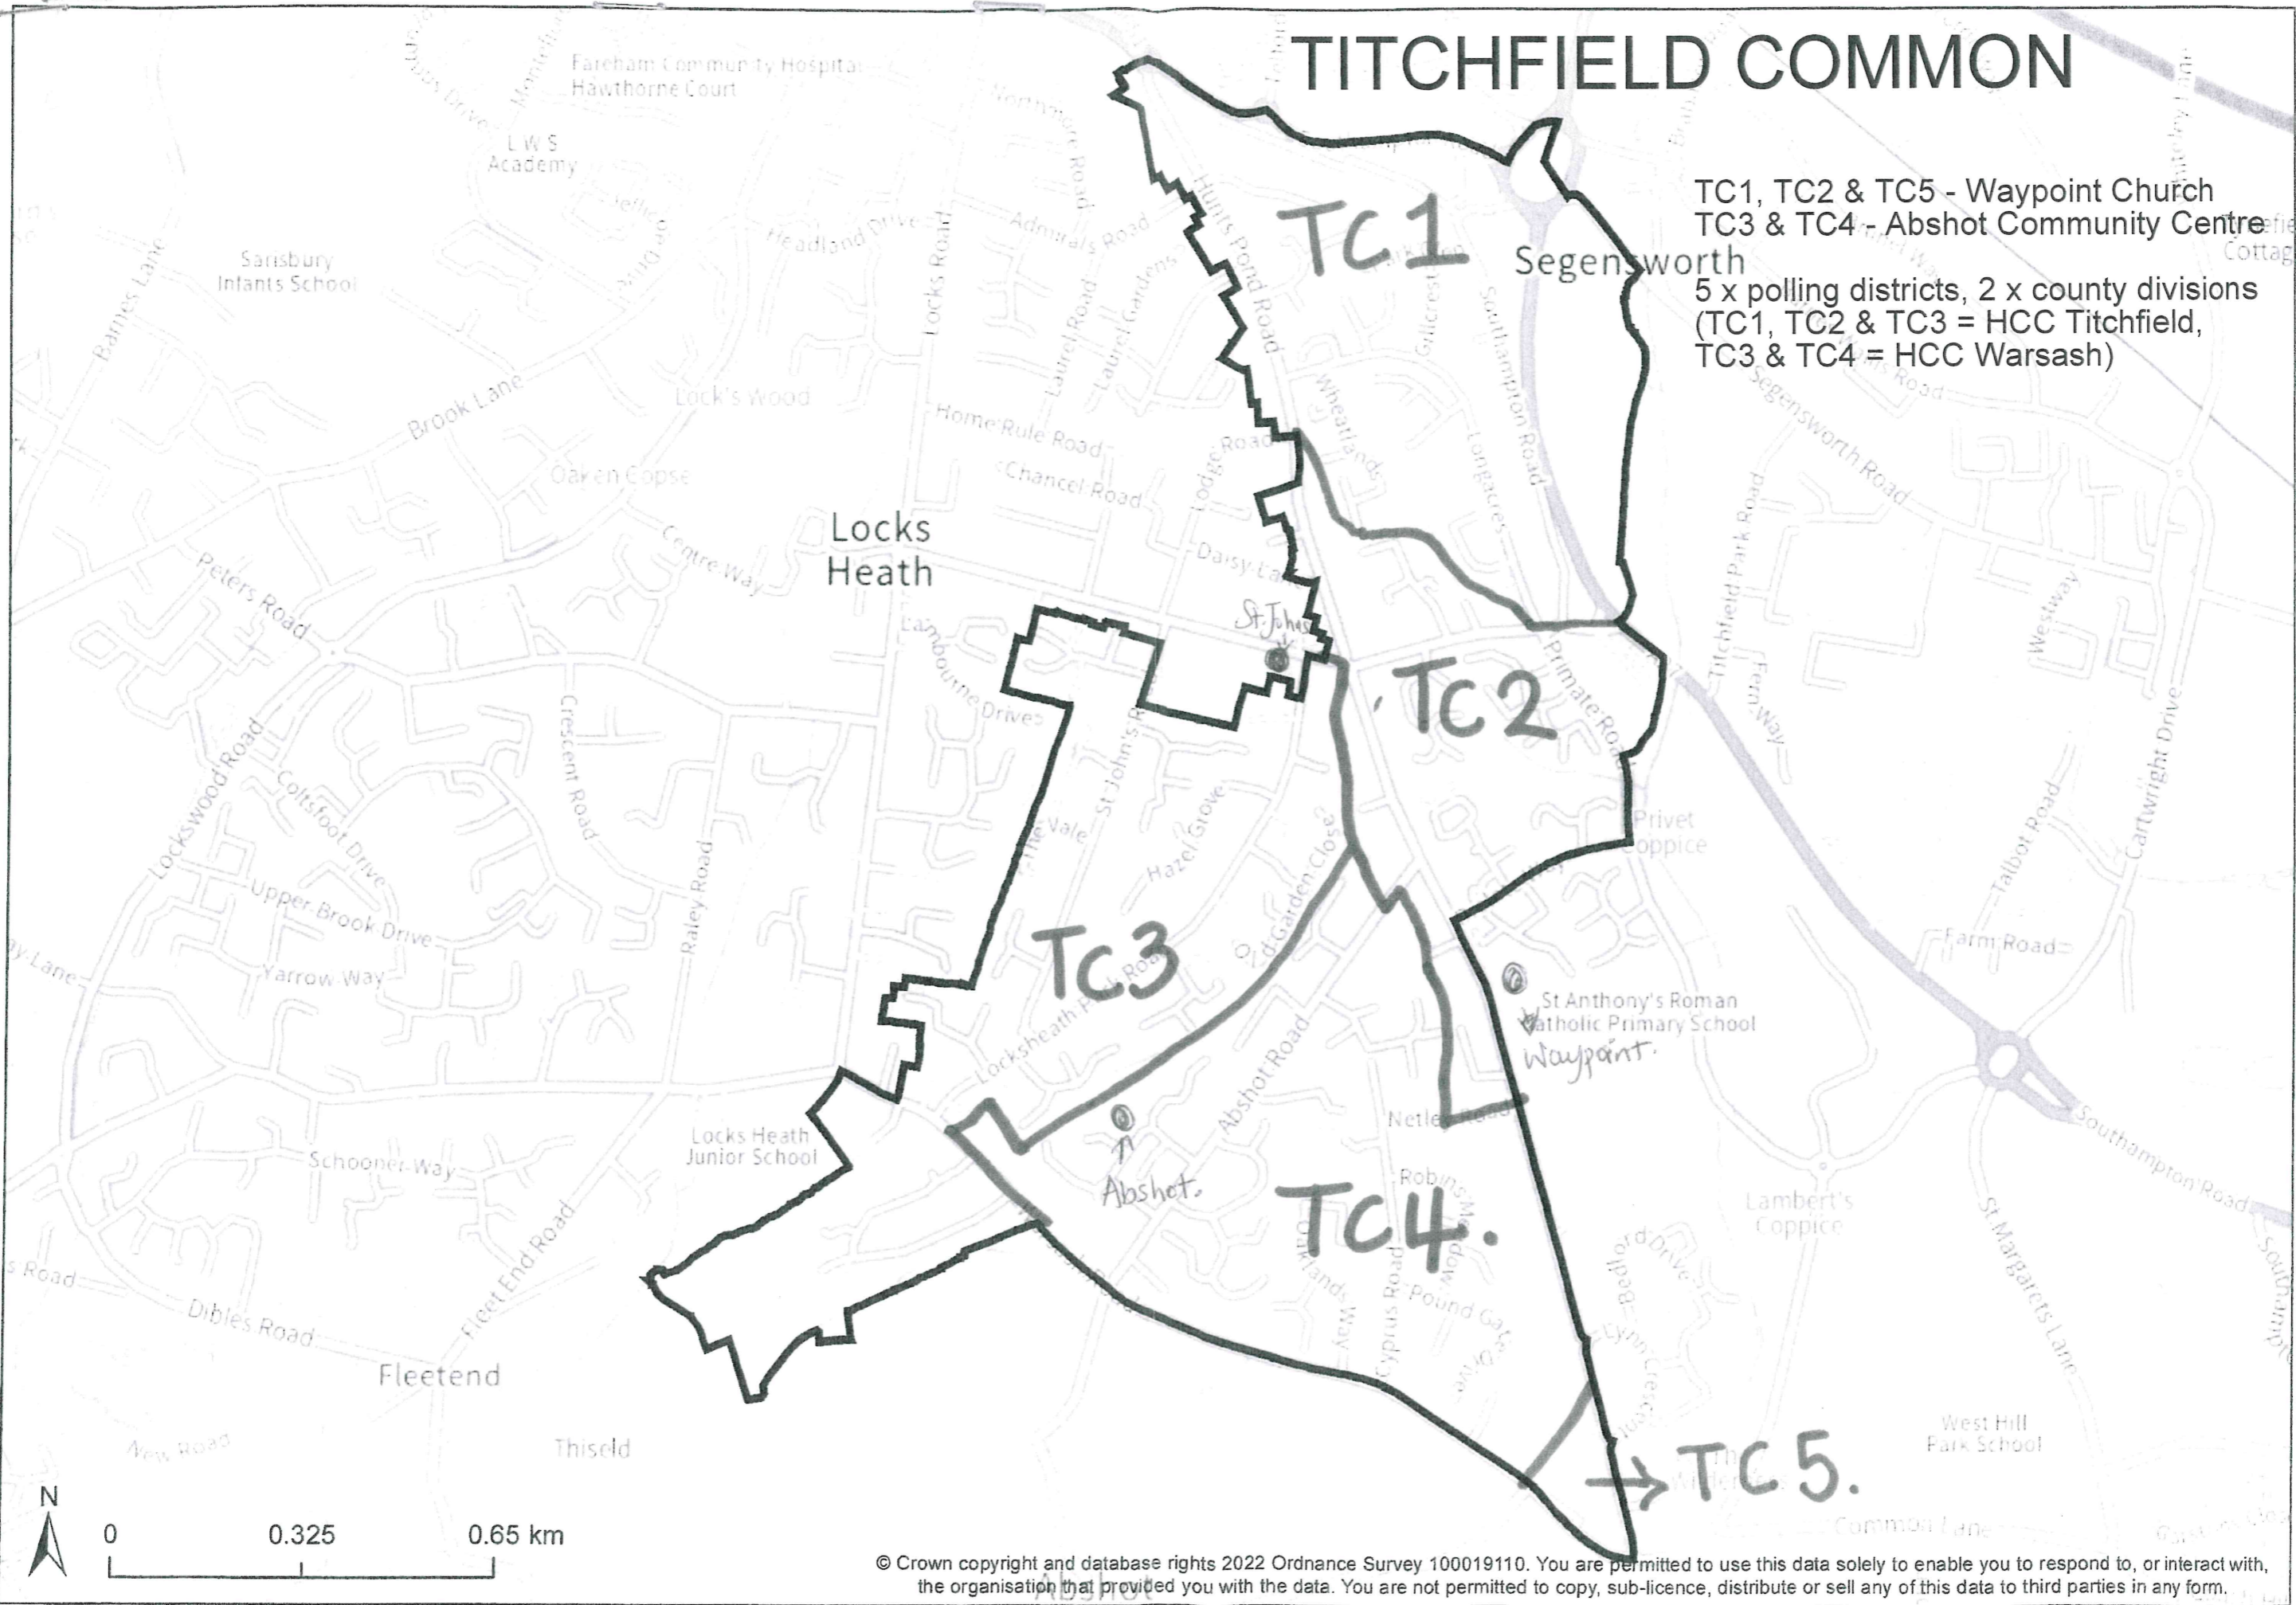 TITCHFIELD COMMON
TC1, TC2 & TC5 - Waypoint Church
TC3 & TC4 - Abshot Community Centre
5 x polling districts, 2 x county divisions
(TC1, TC2 & TC3 = HCC Titchfield,
TC3 & TC4 = HCC Warsash)
Fareham Community Hospital
Hawthorne Court
L W S
Academy
Sarisbury
Infants School
Barnes Lane
Brook Lane
Headland Drive
Locks Road
Admirals Road
Northmore Road
Laurel Road
Laurel Gardens
Hunts Pond Road
TC1
Segensworth
Gillcrest
Southampton Road
Segensworth Road
Lock's Wood
Home Rule Road
Chancel Road
Lodge Road
Wheatlands
Longacres
Oaken Copse
Centre Way
Locks
Heath
Daisy La
St. Johns
Peters Road
Lambourne Drive
TC2
Primate Road
Titchfield Park Road
Fern Way
Westway
Cartwright Drive
Talbot Road
Farm Road
Privet
Coppice
Crescent Road
Lockswood Road
Coltsfoot Drive
Upper Brook Drive
Yarrow Way
Raley Road
St John's R
The Vale
Hazel Grove
Old Garden Close
TC3
Locksheath Park Road
Abshot Road
St Anthony's Roman
Catholic Primary School
Waypoint.
Netley Road
Locks Heath
Junior School
Schooner Way
Abshot.
TC4.
Robins Meadow
Oaklands Way
Cyprus Road
Pound Gate Drive
Bedford Drive
Lynn Crescent
Lambert's
Coppice
St Margarets Lane
Southampton Road
s Road
Dibles Road
Fleet End Road
Fleetend
New Road
Thiseld
West Hill
Park School
TC5.
Common Lane
N
0 0.325 0.65 km
Abshot
© Crown copyright and database rights 2022 Ordnance Survey 100019110. You are permitted to use this data solely to enable you to respond to, or interact with,
the organisation that provided you with the data. You are not permitted to copy, sub-licence, distribute or sell any of this data to third parties in any form.